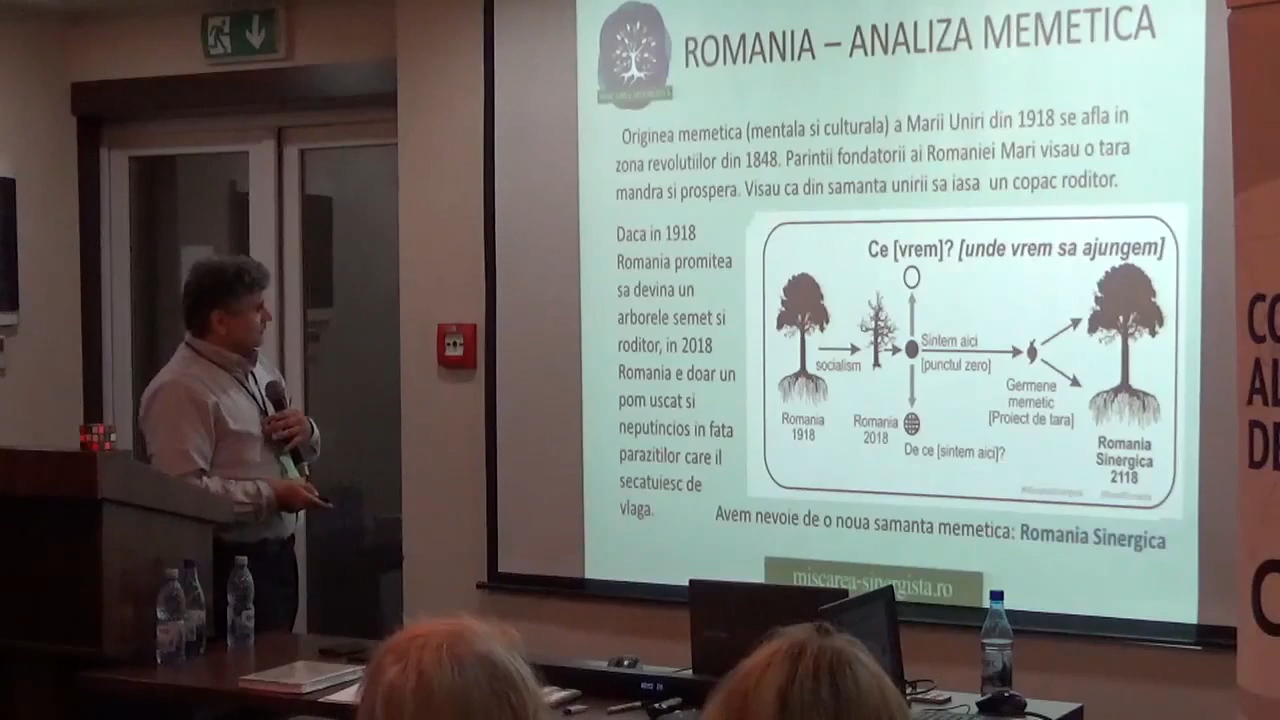 ROMANIA – ANALIZA MEMETICA
Originea memetica (mentala si culturala) a Marii Uniri din 1918 se afla in
zona revolutiilor din 1848. Parintii fondatorii ai Romaniei Mari visau o tara
mandra si prospera. Visau ca din samanta unirii sa iasa un copac roditor.
Daca in 1918
Romania promitea
sa devina un
arborele semet si
roditor, in 2018
Romania e doar un
pom uscat si
neputincios in fata
parazitilor care il
secatuiesc de
vlaga.
Ce [vrem]? [unde vrem sa ajungem]
socialism
Sintem aici
[punctul zero]
Germene
memetic
[Proiect de tara]
Romania
1918
Romania
2018
De ce [sintem aici]?
Romania
Sinergica
2118
Avem nevoie de o noua samanta memetica: Romania Sinergica
miscarea-sinergista.ro
CO
AL
DE